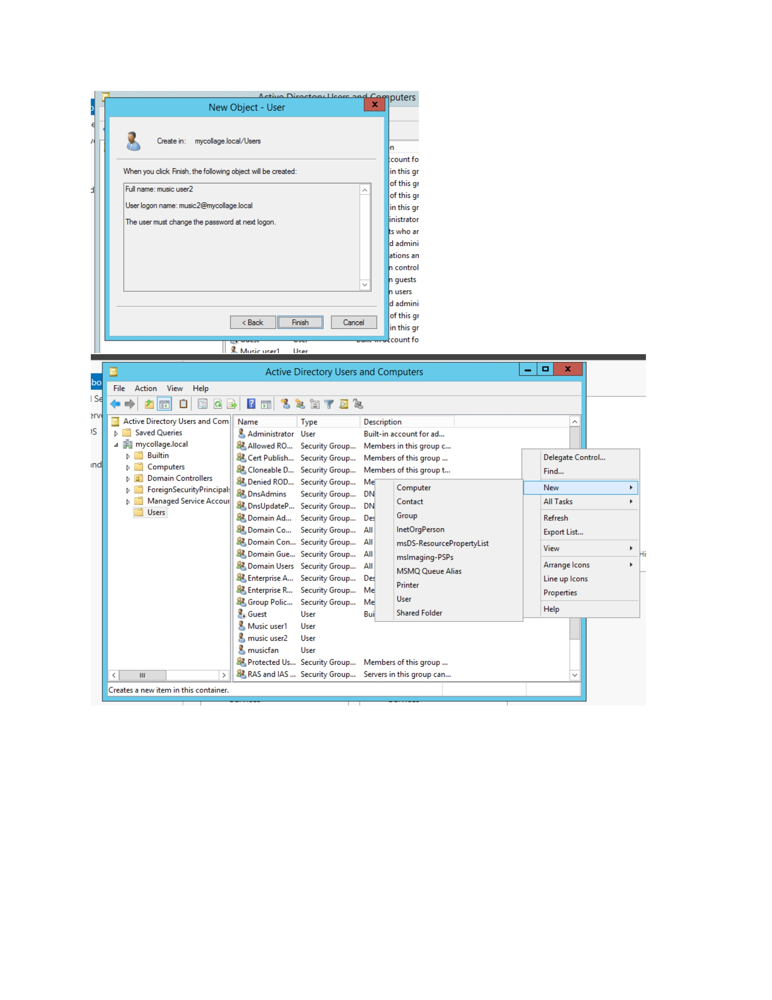 Active Directory Users and Computers
New Object - User
x
Create in: mycollage.local/Users
n
When you click Finish, the following object will be created:
Full name: music user2
User logon name: music2@mycollage.local
The user must change the password at next logon.
count fo
in this gr
of this gr
of this gr
in this gr
inistrator
ts who ar
d admini
ations an
n control
n guests
n users
d admini
of this gr
in this gr
< Back Finish Cancel
Guest User Built-in account fo
Music user1 User
Active Directory Users and Computers
x
File Action View Help
Active Directory Users and Com
Saved Queries
mycollage.local
Builtin
Computers
Domain Controllers
ForeignSecurityPrincipal
Managed Service Accour
Users
Name Type Description
Administrator User Built-in account for ad...
Allowed RO... Security Group... Members in this group c...
Cert Publish... Security Group... Members of this group ...
Cloneable D... Security Group... Members of this group t...
Denied ROD... Security Group... Me
DnsAdmins Security Group... DN
DnsUpdateP... Security Group... DN
Domain Ad... Security Group... Des
Domain Co... Security Group... All
Domain Con... Security Group... All
Domain Gue... Security Group... All
Domain Users Security Group... All
Enterprise A... Security Group... Des
Enterprise R... Security Group... Me
Group Polic... Security Group... Me
Guest User Bui
Music user1 User
music user2 User
musicfan User
Protected Us... Security Group... Members of this group ...
RAS and IAS ... Security Group... Servers in this group can...
Computer
Contact
Group
InetOrgPerson
msDS-ResourcePropertyList
msImaging-PSPs
MSMQ Queue Alias
Printer
User
Shared Folder
Delegate Control...
Find...
New
All Tasks
Refresh
Export List...
View
Arrange Icons
Line up Icons
Properties
Help
Hi
Creates a new item in this container.